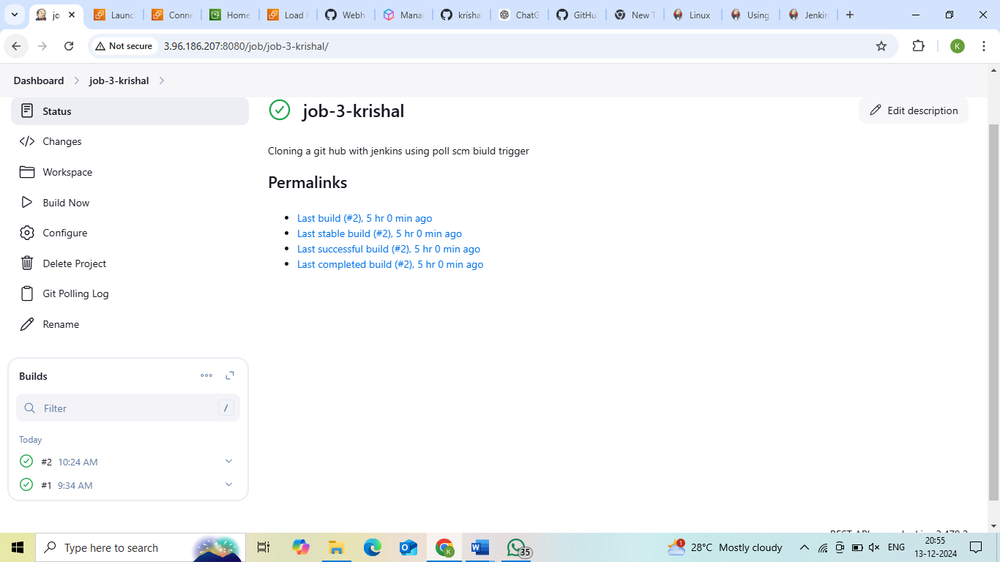 jo
Launc
Conne
Home
Load
Webh
Mana
krisha
ChatG
GitHu
New T
Linux
Using
Jenkin
Not secure
3.96.186.207:8080/job/job-3-krishal/
K
Dashboard
job-3-krishal
Status
Changes
Workspace
Build Now
Configure
Delete Project
Git Polling Log
Rename
Builds
Filter
/
Today
#2 10:24 AM
#1 9:34 AM
job-3-krishal
Edit description
Cloning a git hub with jenkins using poll scm biuld trigger
Permalinks
Last build (#2), 5 hr 0 min ago
Last stable build (#2), 5 hr 0 min ago
Last successful build (#2), 5 hr 0 min ago
Last completed build (#2), 5 hr 0 min ago
REST API
Type here to search
K
35
1
28°C Mostly cloudy
ENG
20:55
13-12-2024